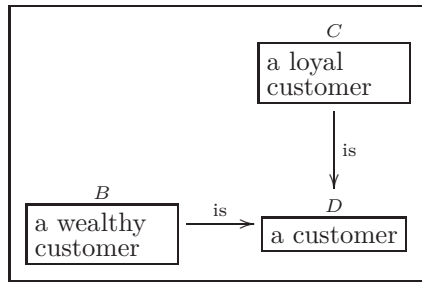 C
a loyal
customer
is
B
a wealthy
customer
is
D
a customer